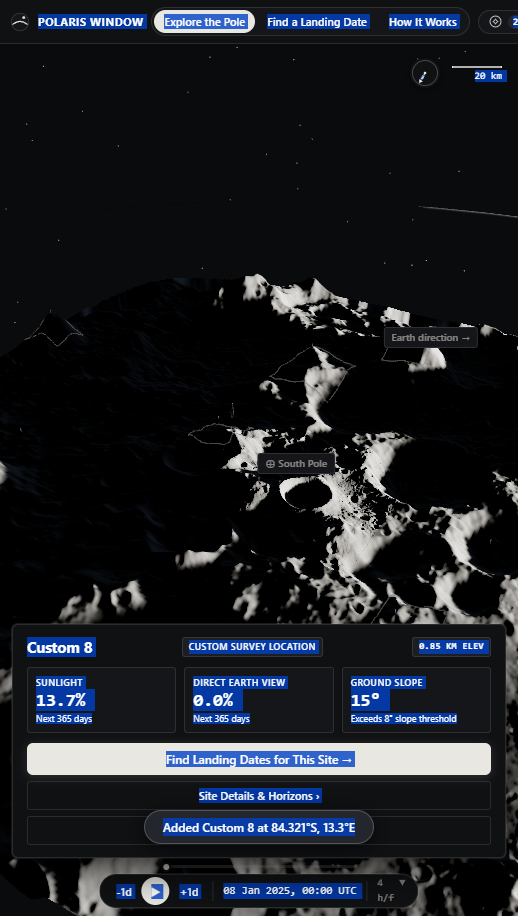 POLARIS WINDOW
Explore the Pole
Find a Landing Date
How It Works
20 km
Earth direction →
South Pole
Custom 8
CUSTOM SURVEY LOCATION
0.85 KM ELEV
SUNLIGHT
13.7%
Next 365 days
DIRECT EARTH VIEW
0.0%
Next 365 days
GROUND SLOPE
15°
Exceeds 8° slope threshold
Find Landing Dates for This Site →
Site Details & Horizons ›
Added Custom 8 at 84.321°S, 13.3°E
-1d
+1d
08 Jan 2025, 00:00 UTC
4
h/f